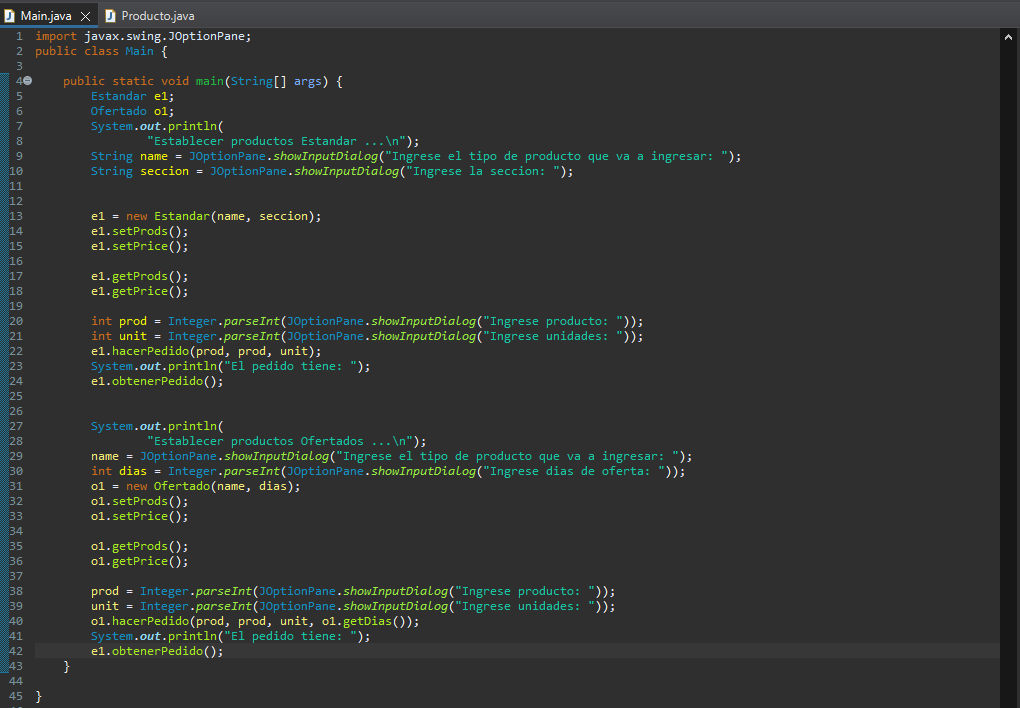 Main.java Producto.java
1 import javax.swing.JOptionPane;
2 public class Main {
3
4 public static void main(String[] args) {
5 Estandar e1;
6 Ofertado o1;
7 System.out.println(
8 "Establecer productos Estandar ...\n");
9 String name = JOptionPane.showInputDialog("Ingrese el tipo de producto que va a ingresar: ");
10 String seccion = JOptionPane.showInputDialog("Ingrese la seccion: ");
11
12
13 e1 = new Estandar(name, seccion);
14 e1.setProds();
15 e1.setPrice();
16
17 e1.getProds();
18 e1.getPrice();
19
20 int prod = Integer.parseInt(JOptionPane.showInputDialog("Ingrese producto: "));
21 int unit = Integer.parseInt(JOptionPane.showInputDialog("Ingrese unidades: "));
22 e1.hacerPedido(prod, prod, unit);
23 System.out.println("El pedido tiene: ");
24 e1.obtenerPedido();
25
26
27 System.out.println(
28 "Establecer productos Ofertados ...\n");
29 name = JOptionPane.showInputDialog("Ingrese el tipo de producto que va a ingresar: ");
30 int dias = Integer.parseInt(JOptionPane.showInputDialog("Ingrese dias de oferta: "));
31 o1 = new Ofertado(name, dias);
32 o1.setProds();
33 o1.setPrice();
34
35 o1.getProds();
36 o1.getPrice();
37
38 prod = Integer.parseInt(JOptionPane.showInputDialog("Ingrese producto: "));
39 unit = Integer.parseInt(JOptionPane.showInputDialog("Ingrese unidades: "));
40 o1.hacerPedido(prod, prod, unit, o1.getDias());
41 System.out.println("El pedido tiene: ");
42 e1.obtenerPedido();
43 }
44
45 }